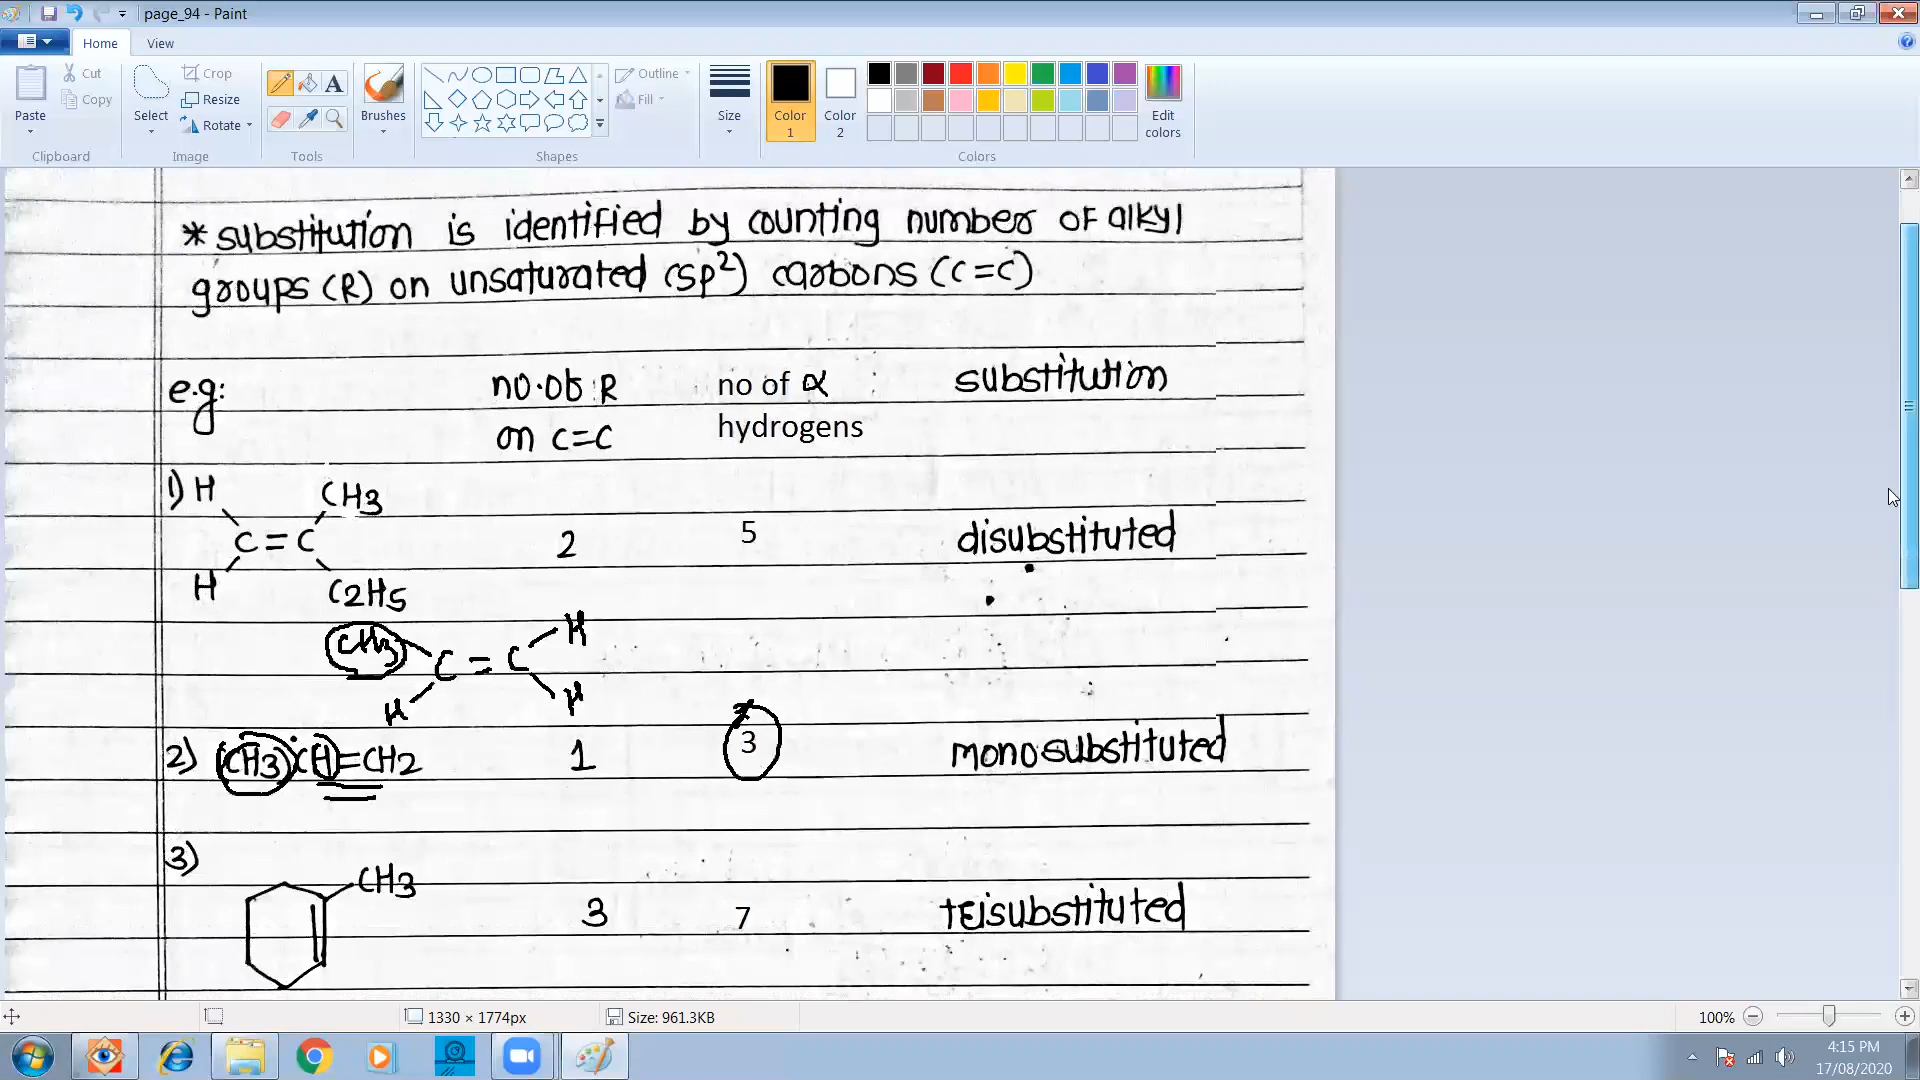 page_94 - Paint
Home View
Cut
Copy
Paste
Clipboard
Crop
Resize
Rotate
Select
Image
Tools
Brushes
Shapes
Outline
Fill
Size
Color 1
Color 2
Edit colors
Colors
*substitution is identified by counting number of alkyl
groups (R) on unsaturated (sp²) carbons (C=C)
e.g:
no.of R
on C=C
no of α
hydrogens
substitution
1) H CH3
C=C 2 5 disubstituted
H C2H5
CH3 C=C H
H H
2) CH3 CH=CH2 1 3 monosubstituted
3)
CH3
3 7 trisubstituted
1330 × 1774px Size: 961.3KB 100%
4:15 PM
17/08/2020